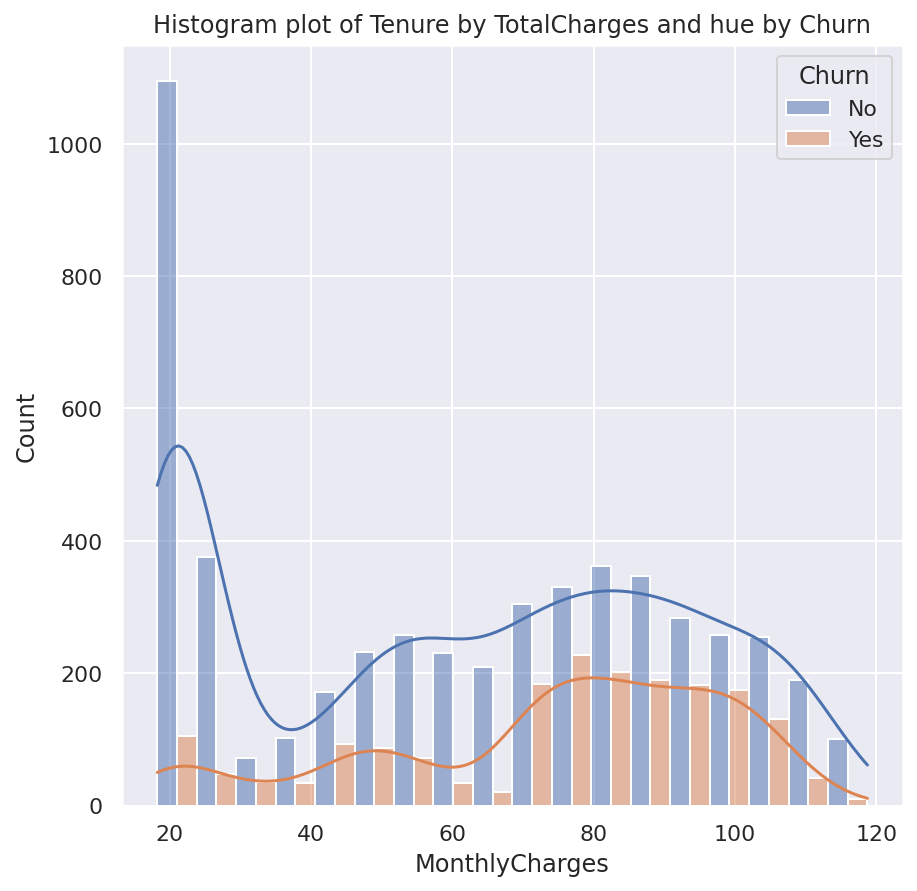 Histogram plot of Tenure by TotalCharges and hue by Churn
Churn
No
Yes
1000
800
600
400
200
0
Count
20 40 60 80 100 120
MonthlyCharges